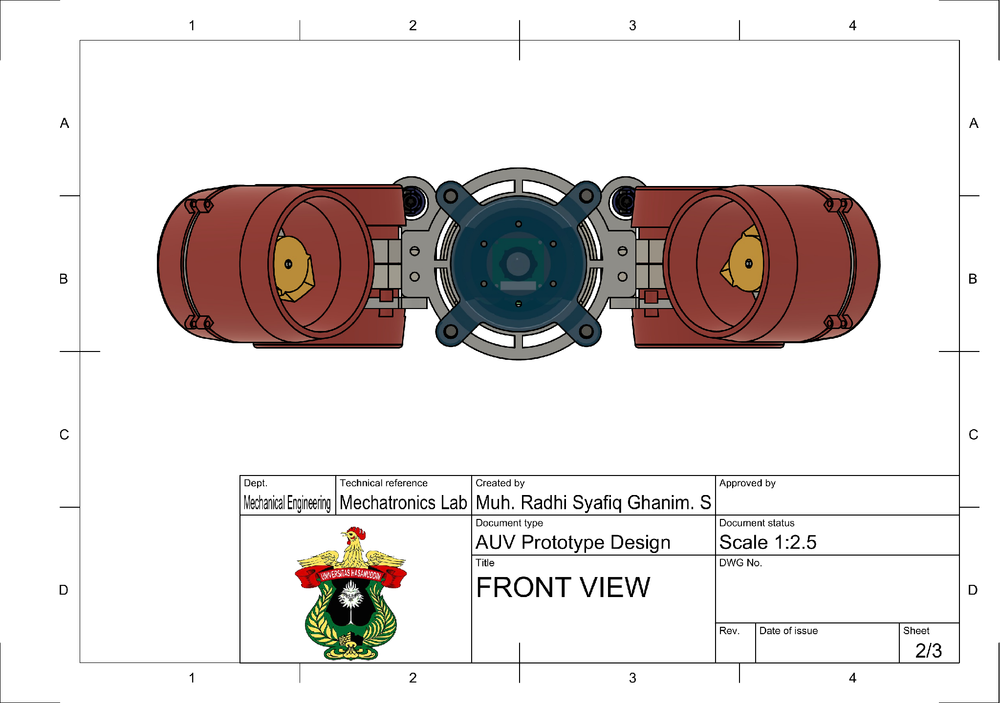 1 2 3 4
A A
B B
C C
Dept. Technical reference Created by Approved by
Mechanical Engineering Mechatronics Lab Muh. Radhi Syafiq Ghanim. S
Document type Document status
AUV Prototype Design Scale 1:2.5
Title DWG No.
UNIVERSITAS HASANUDDIN
FRONT VIEW
D D
Rev. Date of issue Sheet
2/3
1 2 3 4